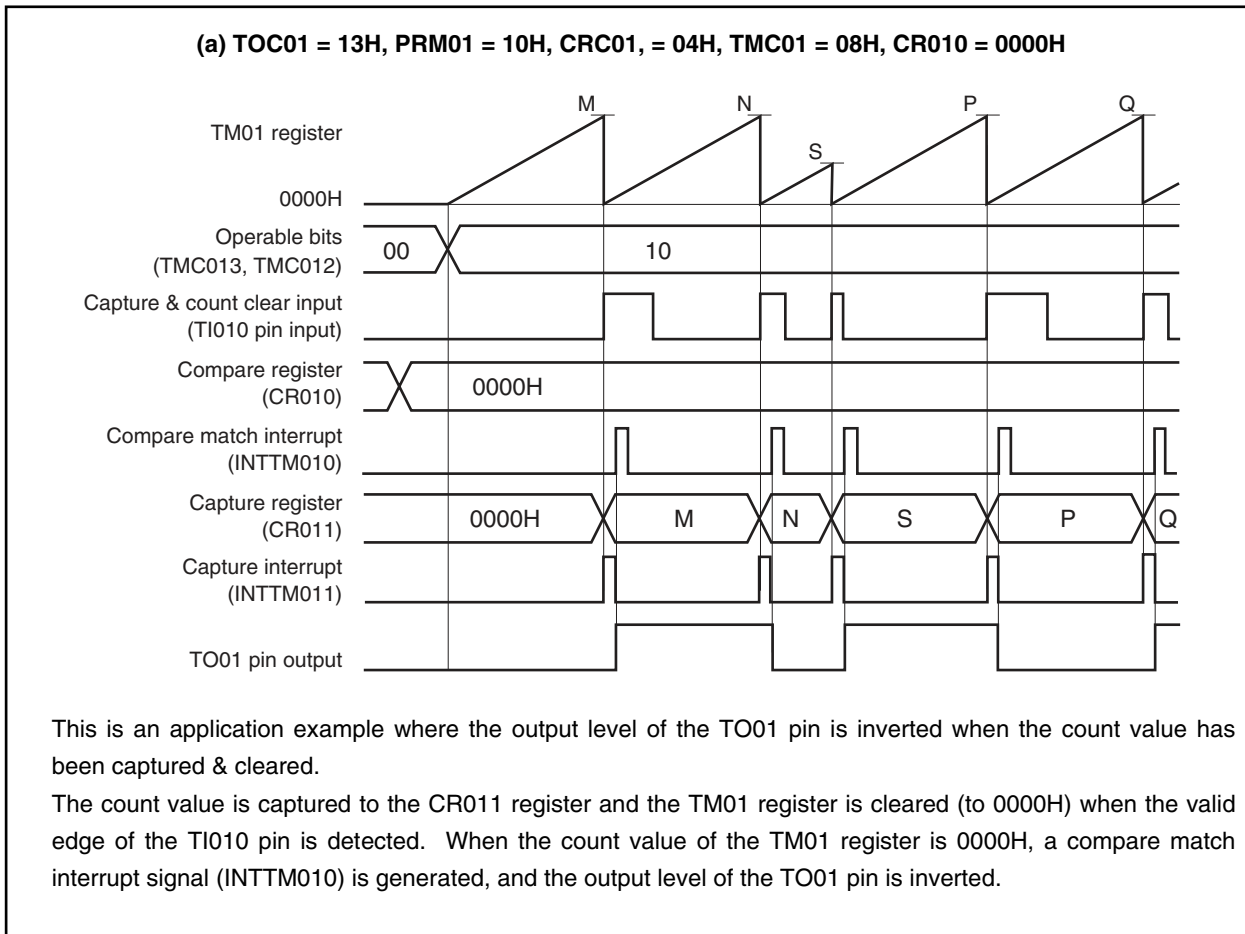 (a) TOC01 = 13H, PRM01 = 10H, CRC01, = 04H, TMC01 = 08H, CR010 = 0000H
M N S P Q
TM01 register
0000H
Operable bits
(TMC013, TMC012)
00 10
Capture & count clear input
(TI010 pin input)
Compare register
(CR010)
0000H
Compare match interrupt
(INTTM010)
Capture register
(CR011)
0000H M N S P Q
Capture interrupt
(INTTM011)
TO01 pin output
This is an application example where the output level of the TO01 pin is inverted when the count value has
been captured & cleared.
The count value is captured to the CR011 register and the TM01 register is cleared (to 0000H) when the valid
edge of the TI010 pin is detected. When the count value of the TM01 register is 0000H, a compare match
interrupt signal (INTTM010) is generated, and the output level of the TO01 pin is inverted.